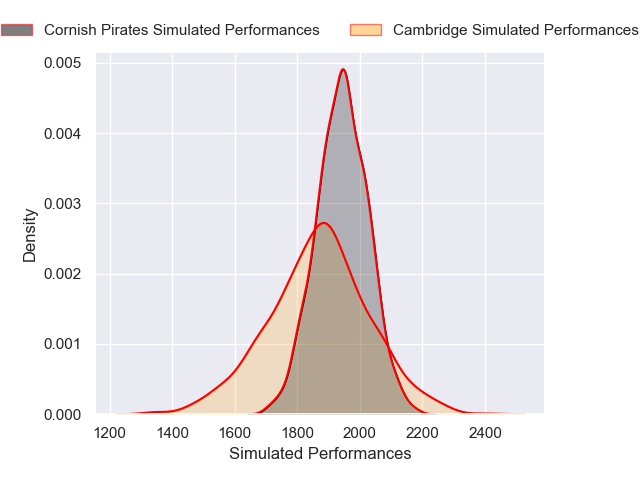 Cornish Pirates Simulated Performances Cambridge Simulated Performances
0.005
0.004
0.003
0.002
0.001
0.000
Density
1200 1400 1600 1800 2000 2200 2400
Simulated Performances